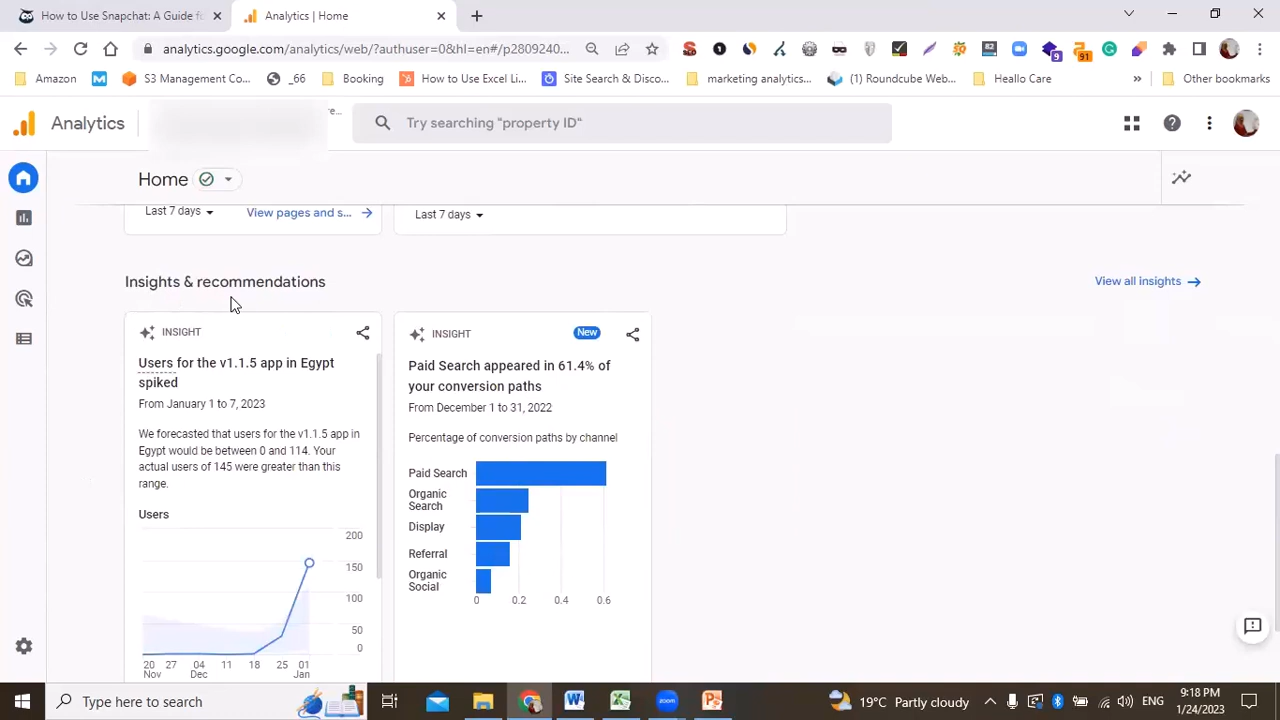 How to Use Snapchat: A Guide fo
Analytics | Home
analytics.google.com/analytics/web/?authuser=0&hl=en#/p2809240...
82
9
91
Amazon
S3 Management Co...
_66
Booking
How to Use Excel Li...
Site Search & Disco...
marketing analytics...
(1) Roundcube Web...
Heallo Care
»
Other bookmarks
Analytics
re...
Try searching “property ID”
Home
Last 7 days
View pages and s...
Last 7 days
Insights & recommendations
View all insights
INSIGHT
Users for the v1.1.5 app in Egypt
spiked
From January 1 to 7, 2023
We forecasted that users for the v1.1.5 app in
Egypt would be between 0 and 114. Your
actual users of 145 were greater than this
range.
Users
200
150
100
50
0
20 27 04 11 18 25 01
Nov Dec Jan
INSIGHT
New
Paid Search appeared in 61.4% of
your conversion paths
From December 1 to 31, 2022
Percentage of conversion paths by channel
Paid Search
Organic
Search
Display
Referral
Organic
Social
0 0.2 0.4 0.6
Type here to search
19°C Partly cloudy
ENG
9:18 PM
1/24/2023